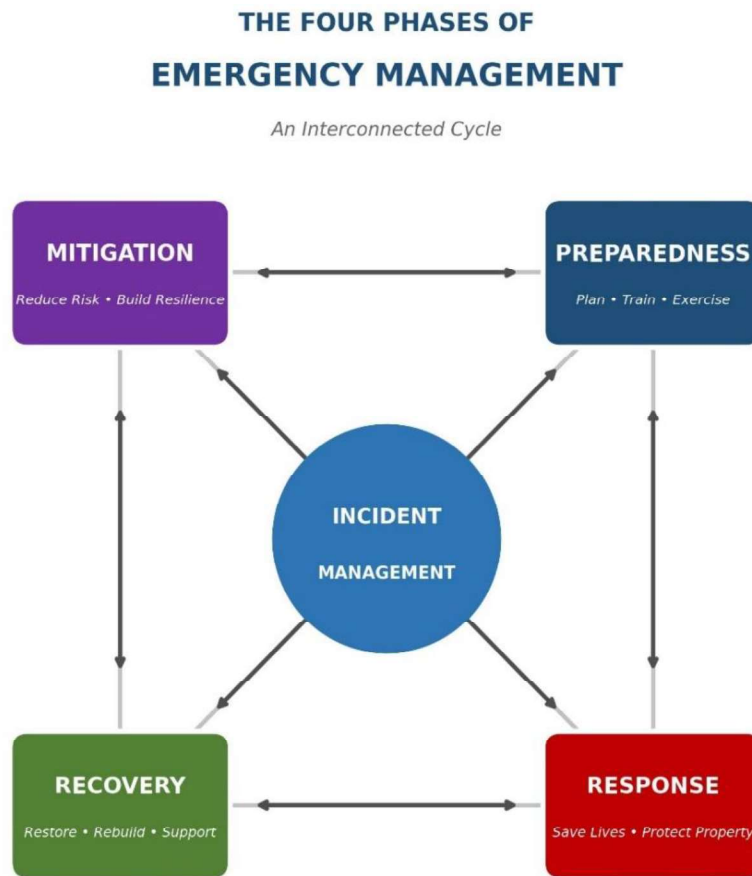 THE FOUR PHASES OF
EMERGENCY MANAGEMENT
An Interconnected Cycle
MITIGATION
Reduce Risk • Build Resilience
PREPAREDNESS
Plan • Train • Exercise
INCIDENT
MANAGEMENT
RECOVERY
Restore • Rebuild • Support
RESPONSE
Save Lives • Protect Property